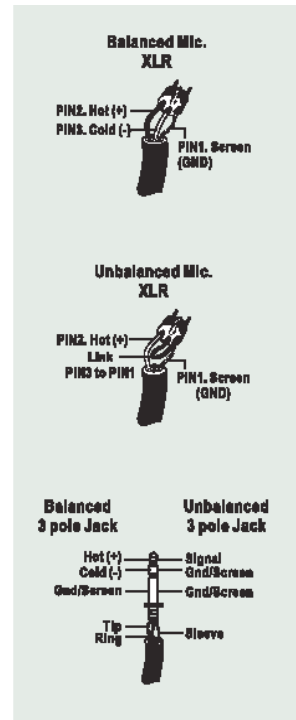 Balanced Mic.
XLR
PIN2. Hot (+)
PIN3. Cold (-)
PIN1. Screen
(GND)
Unbalanced Mic.
XLR
PIN2. Hot (+)
Link
PIN3 to PIN1
PIN1. Screen
(GND)
Balanced
3 pole Jack
Unbalanced
3 pole Jack
Hot (+)
Signal
Cold (-)
Gnd/Screen
Gnd/Screen
Gnd/Screen
Tip
Ring
Sleeve